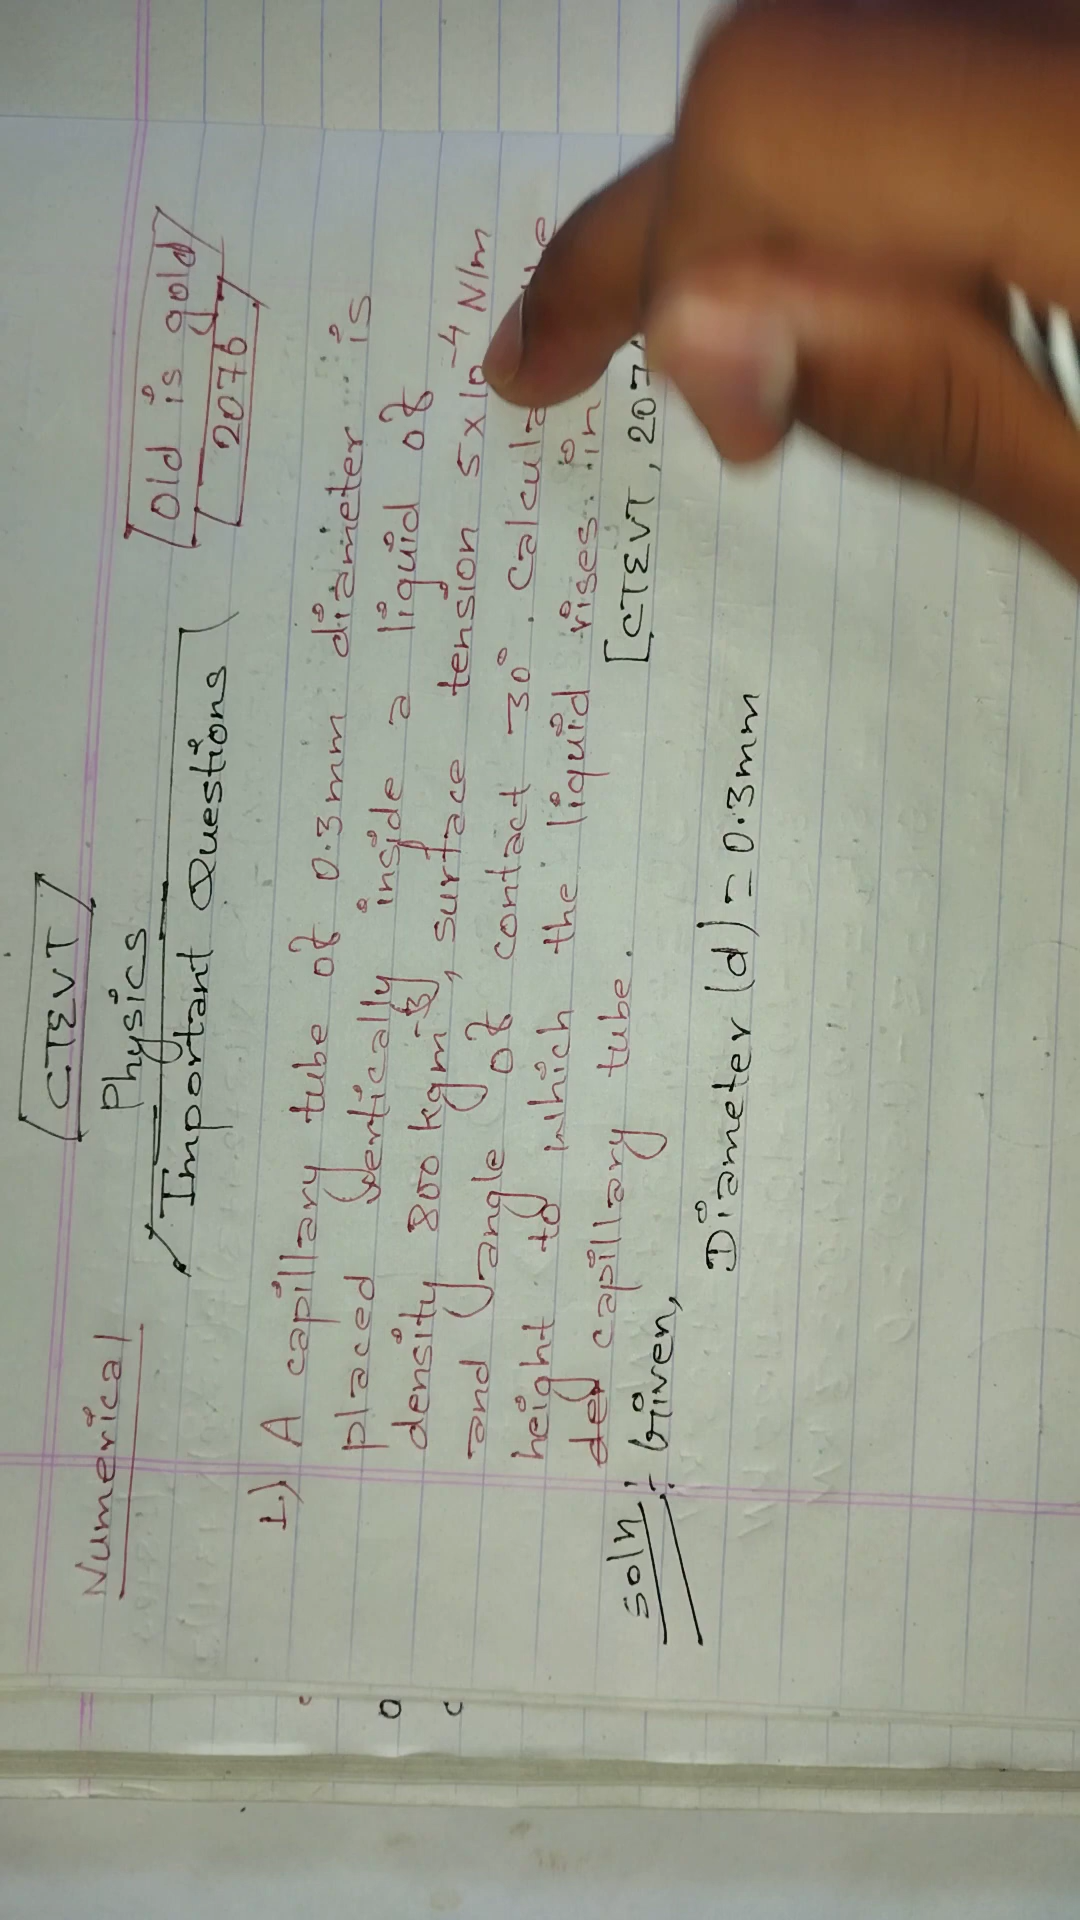 CTEVT
Numerical
Physics
Old is gold
Important Questions
2076
1.) A capillary tube of 0.3mm diameter is
placed vertically inside a liquid of
density 800 kgm-3, surface tension 5×10-4 N/m
and angle of contact 30°. Calculate
height to which the liquid rises in
capillary tube. [CTEVT, 207
Soln:- Given,
Diameter (d) = 0.3mm